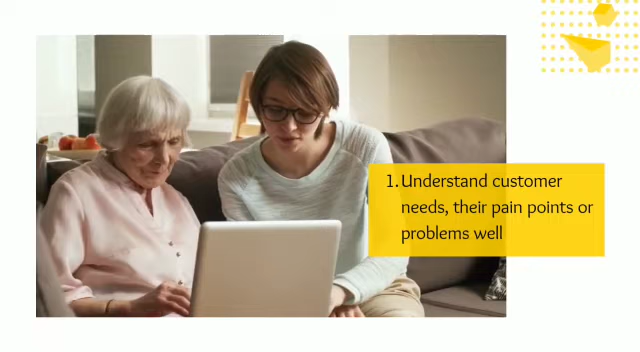 1. Understand customer
needs, their pain points or
problems well